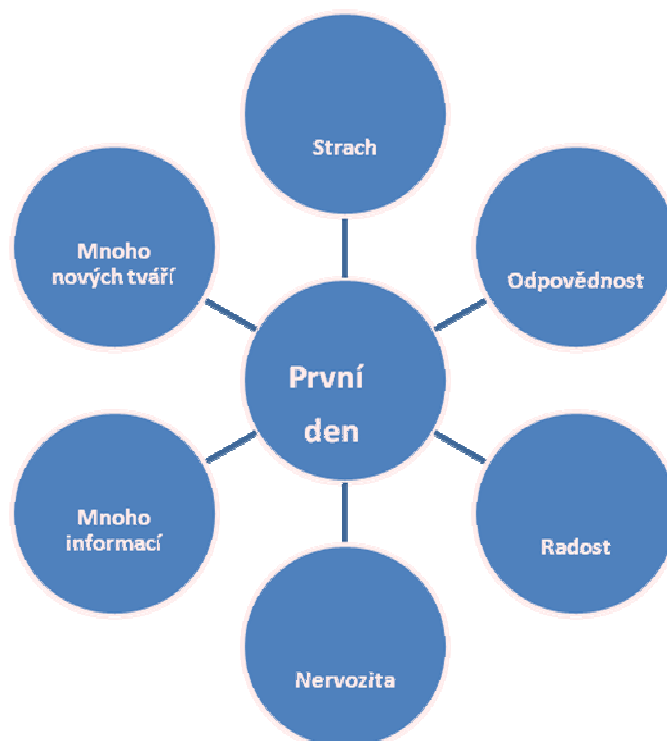 Strach
Mnoho
nových tváří
Odpovědnost
První
den
Mnoho
informací
Radost
Nervozita